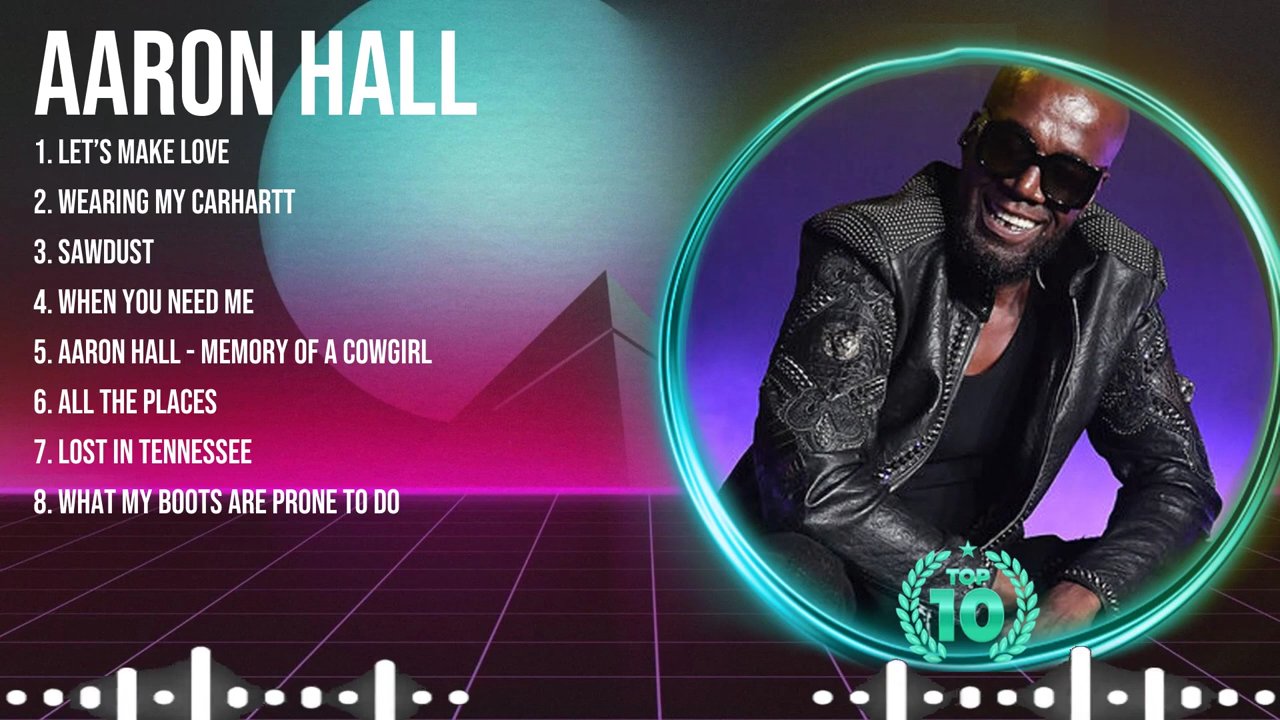 AARON HALL
1. LET’S MAKE LOVE
2. WEARING MY CARHARTT
3. SAWDUST
4. WHEN YOU NEED ME
5. AARON HALL - MEMORY OF A COWGIRL
6. ALL THE PLACES
7. LOST IN TENNESSEE
8. WHAT MY BOOTS ARE PRONE TO DO
TOP
10